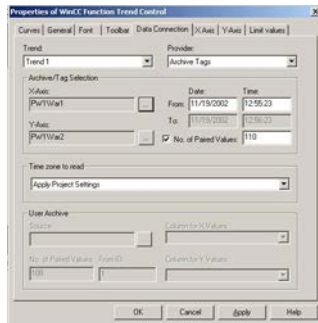 Properties of WinCC Function Trend Control
Curves General Font Toolbar Data Connection X Axis Y-Axis Limit values
Trend: Provider:
Trend 1 Archive Tags
Archive/Tag Selection
X-Axis: Date: Time:
PW1\Var1 ... From: 11/19/2002 12:55:23
To: 11/19/2002 12:56:23
Y-Axis:
PW1\Var2 ... No. of Paired Values: 110
Time zone to read
Apply Project Settings
User Archive
Source: Column for X Values:
No. of Paired Values: From ID: Column for Y Values:
100 1
OK Cancel Apply Help